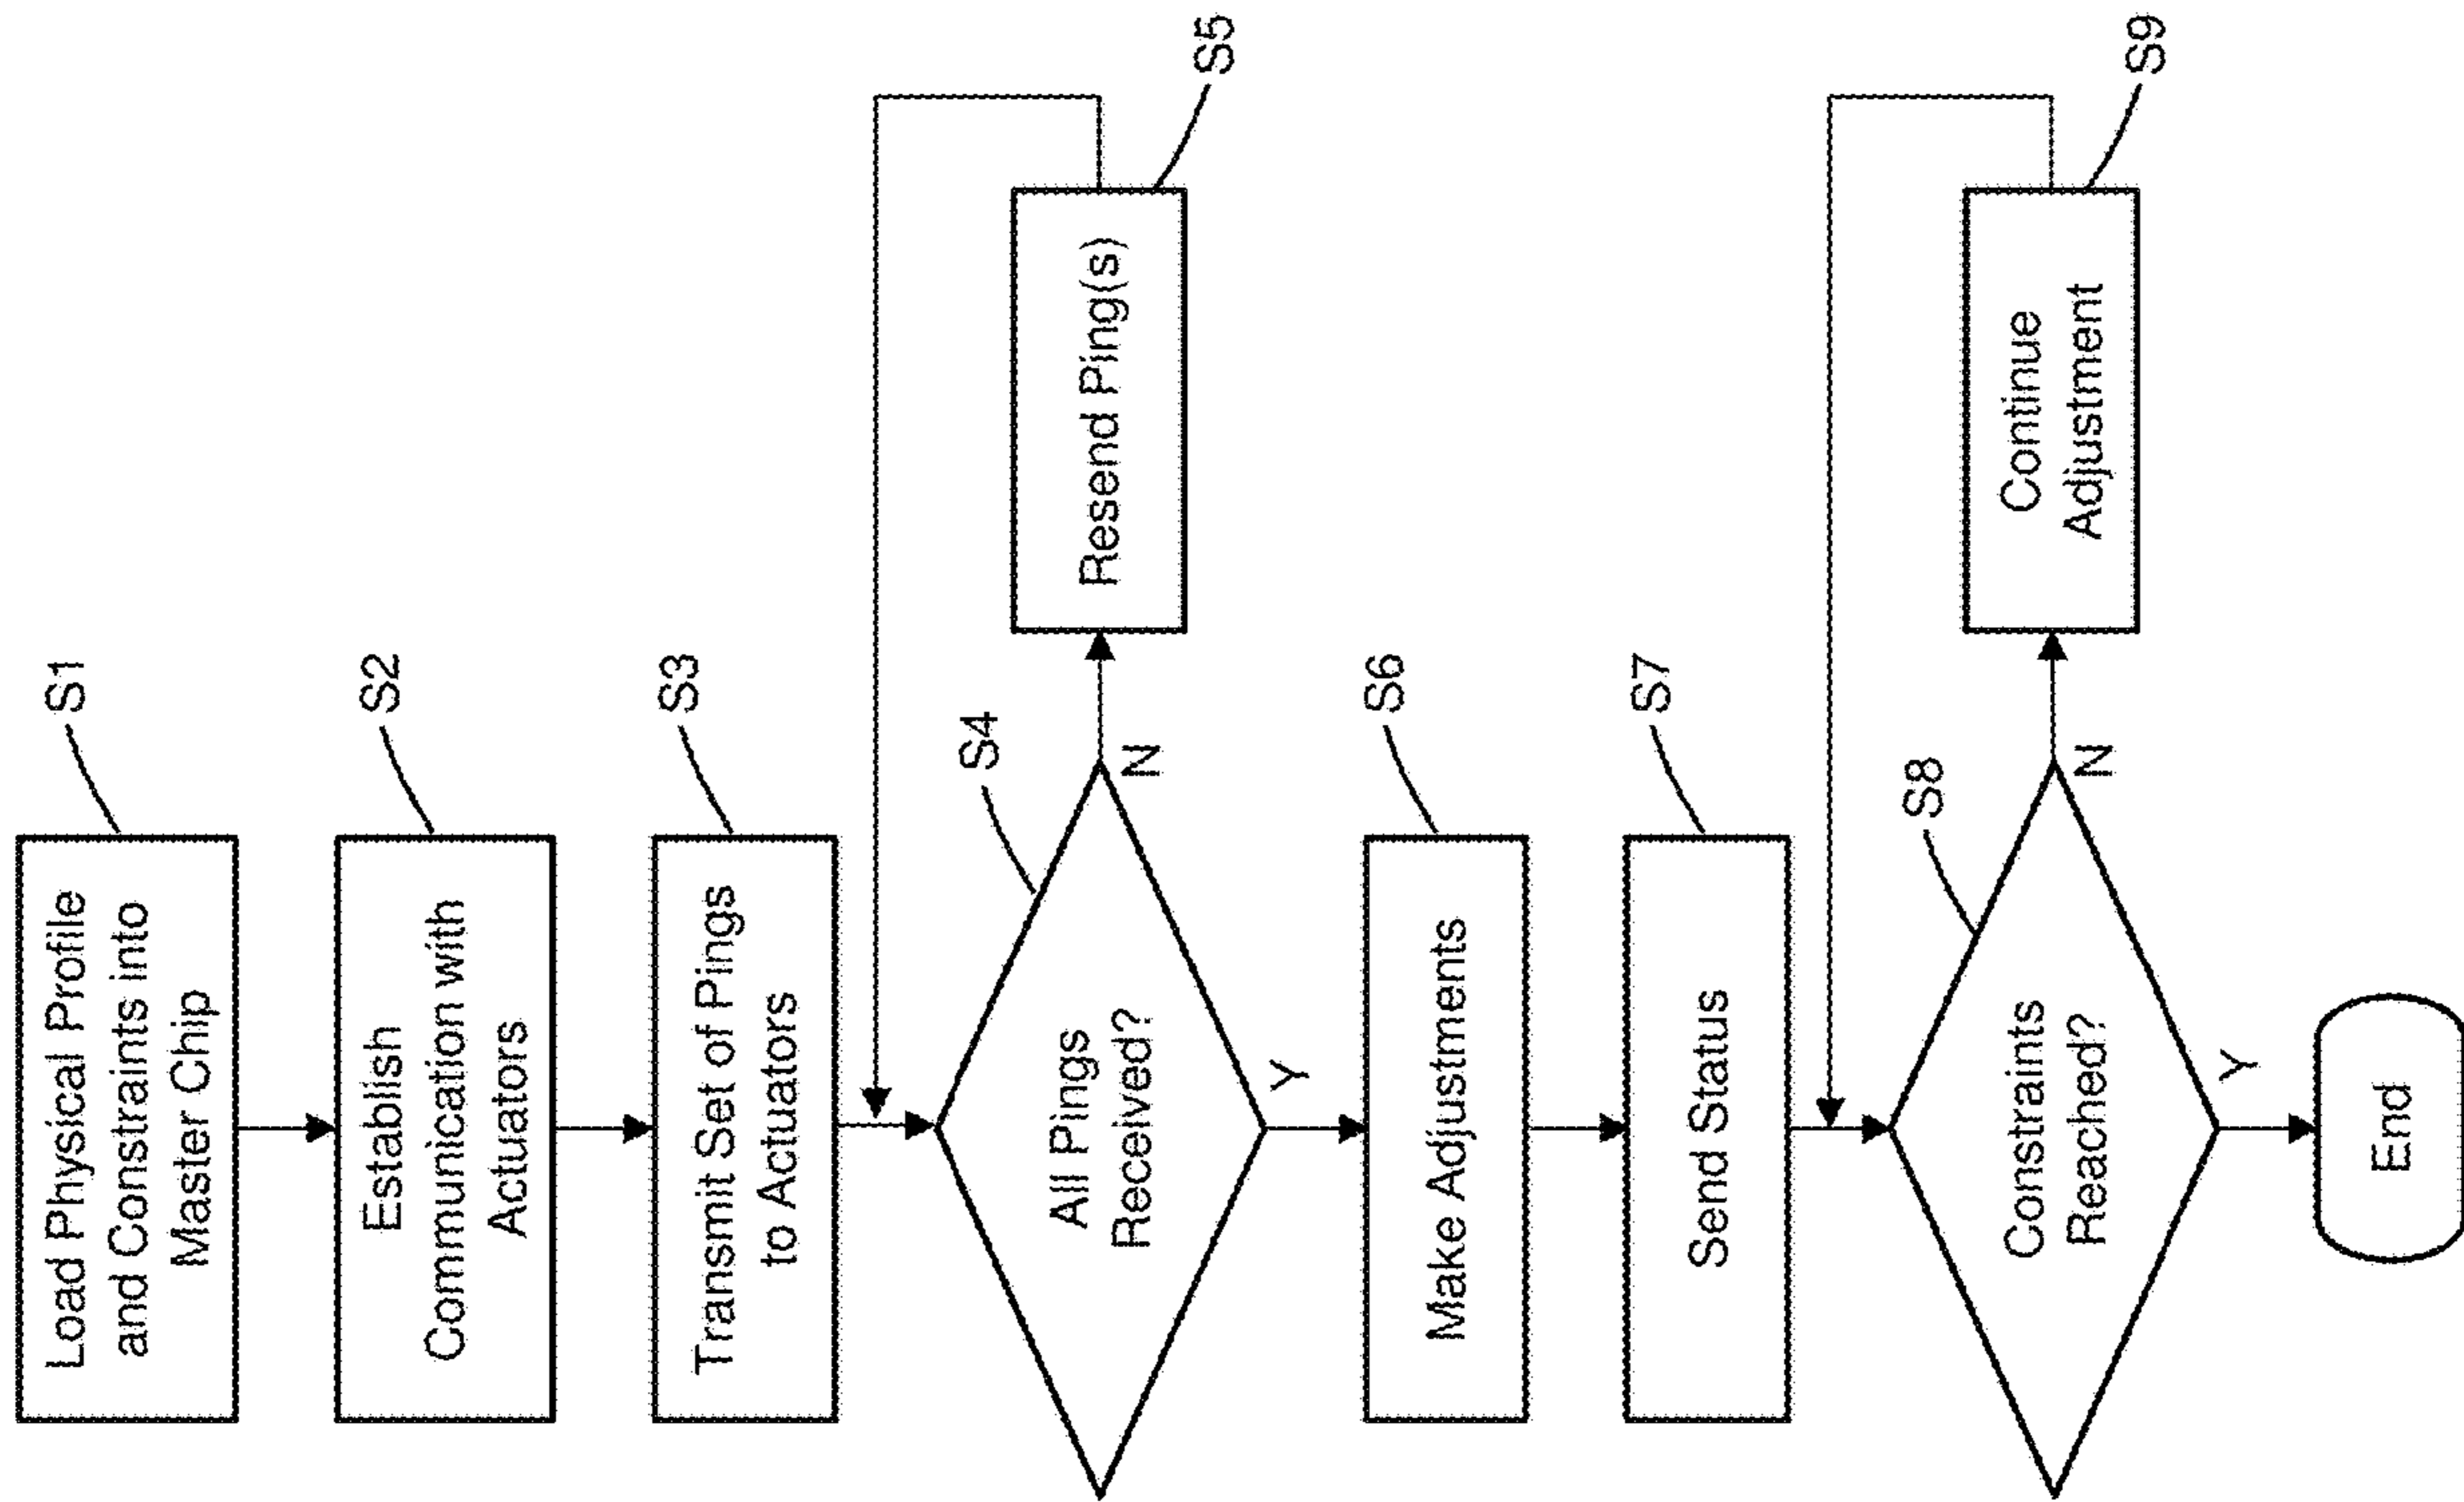 Load Physical Profile
and Constraints into
Master Chip
S1
Establish
Communication with
Actuators
S2
Transmit Set of Pings
to Actuators
S3
All Pings
Received?
S4
N
Y
Resend Ping(s)
S5
Make Adjustments
S6
Send Status
S7
Constraints
Reached?
S8
N
Y
Continue
Adjustment
S9
End